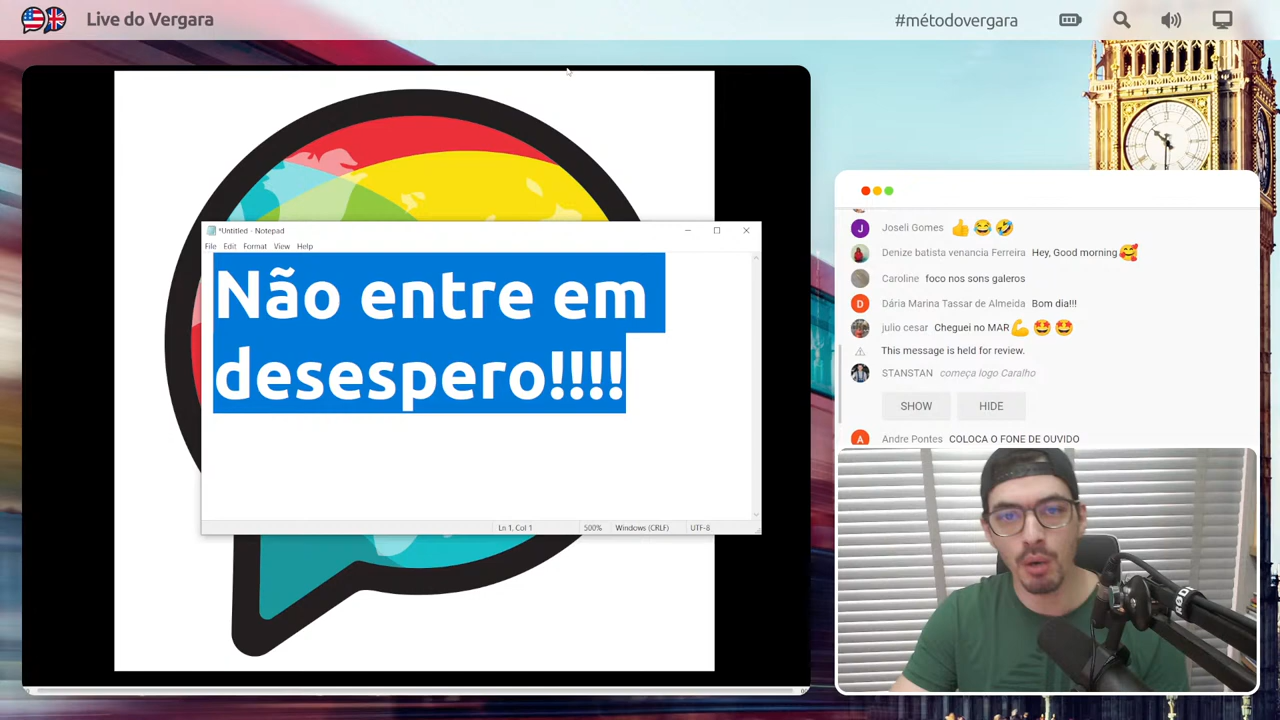 Live do Vergara
#métodovergara
*Untitled - Notepad
File Edit Format View Help
Não entre em
desespero!!!!
Ln 1, Col 1 500% Windows (CRLF) UTF-8
J Joseli Gomes
Denize batista venancia Ferreira Hey, Good morning
Caroline foco nos sons galeros
D Dária Marina Tassar de Almeida Bom dia!!!
julio cesar Cheguei no MAR
This message is held for review.
STANSTAN começa logo Caralho
SHOW HIDE
A Andre Pontes COLOCA O FONE DE OUVIDO